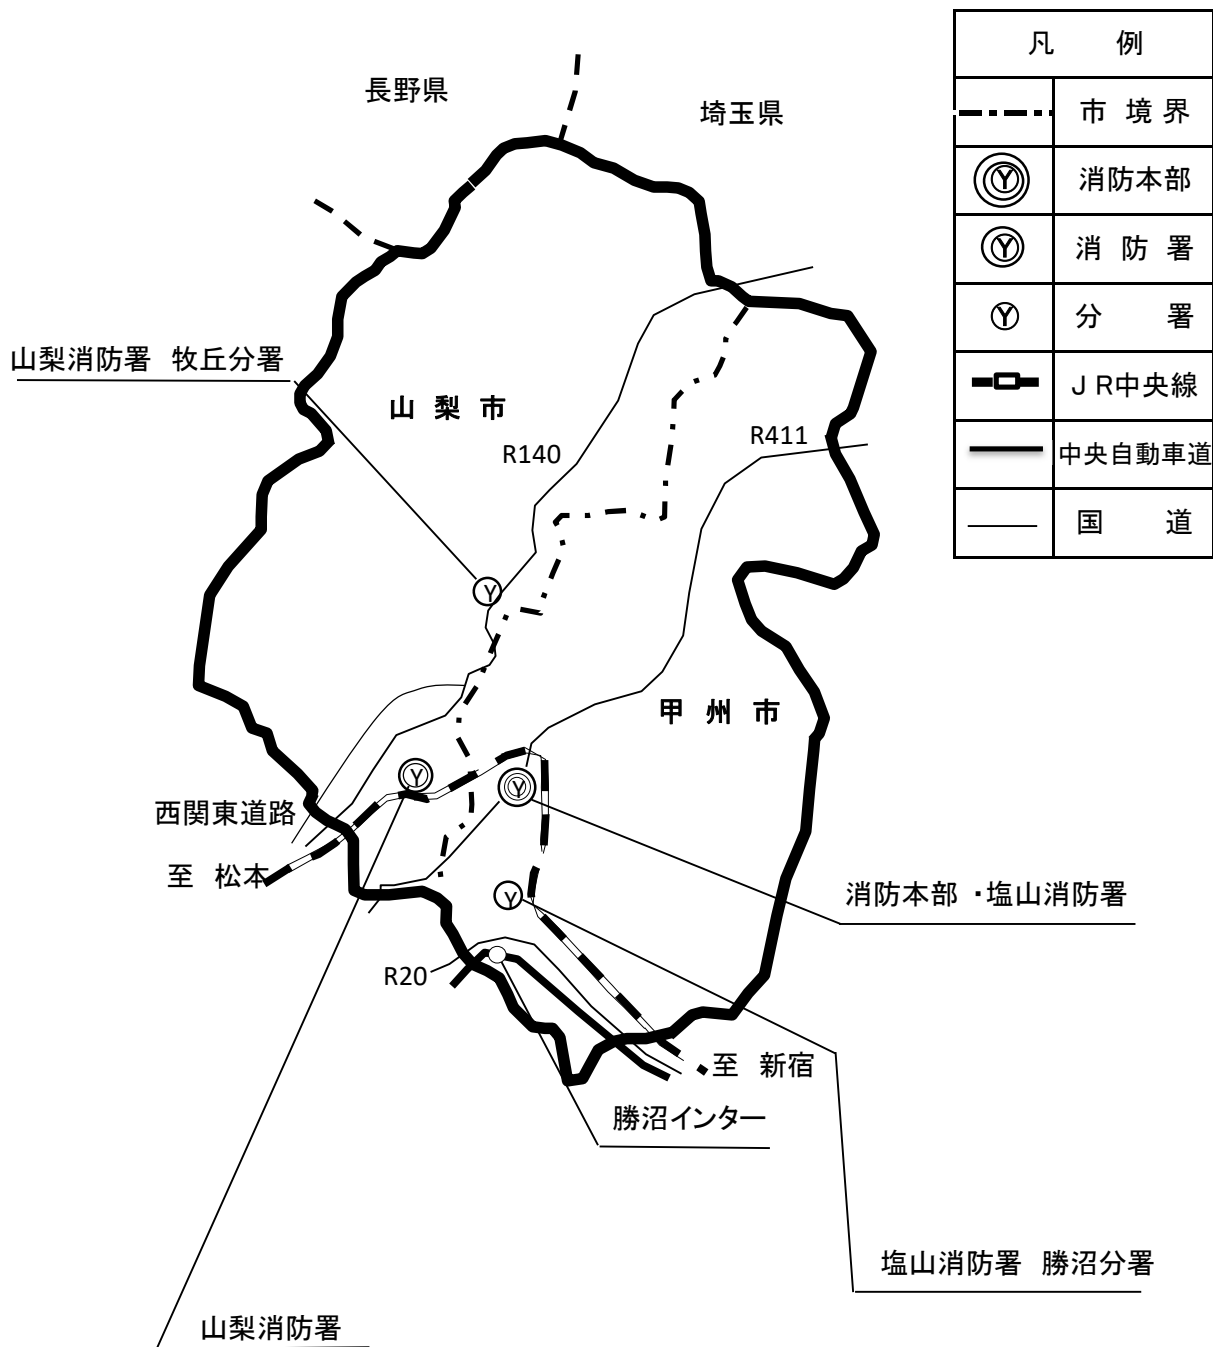 凡 例
長野県
埼玉県
市 境 界
Y 消防本部
Y 消 防 署
Y 分 署
山梨消防署 牧丘分署
ＪR中央線
山 梨 市
R411
R140
中央自動車道
国 道
Y
甲 州 市
Y
Y
西関東道路
至 松本
Y
消防本部 ・塩山消防署
R20
至 新宿
勝沼インター
塩山消防署 勝沼分署
山梨消防署